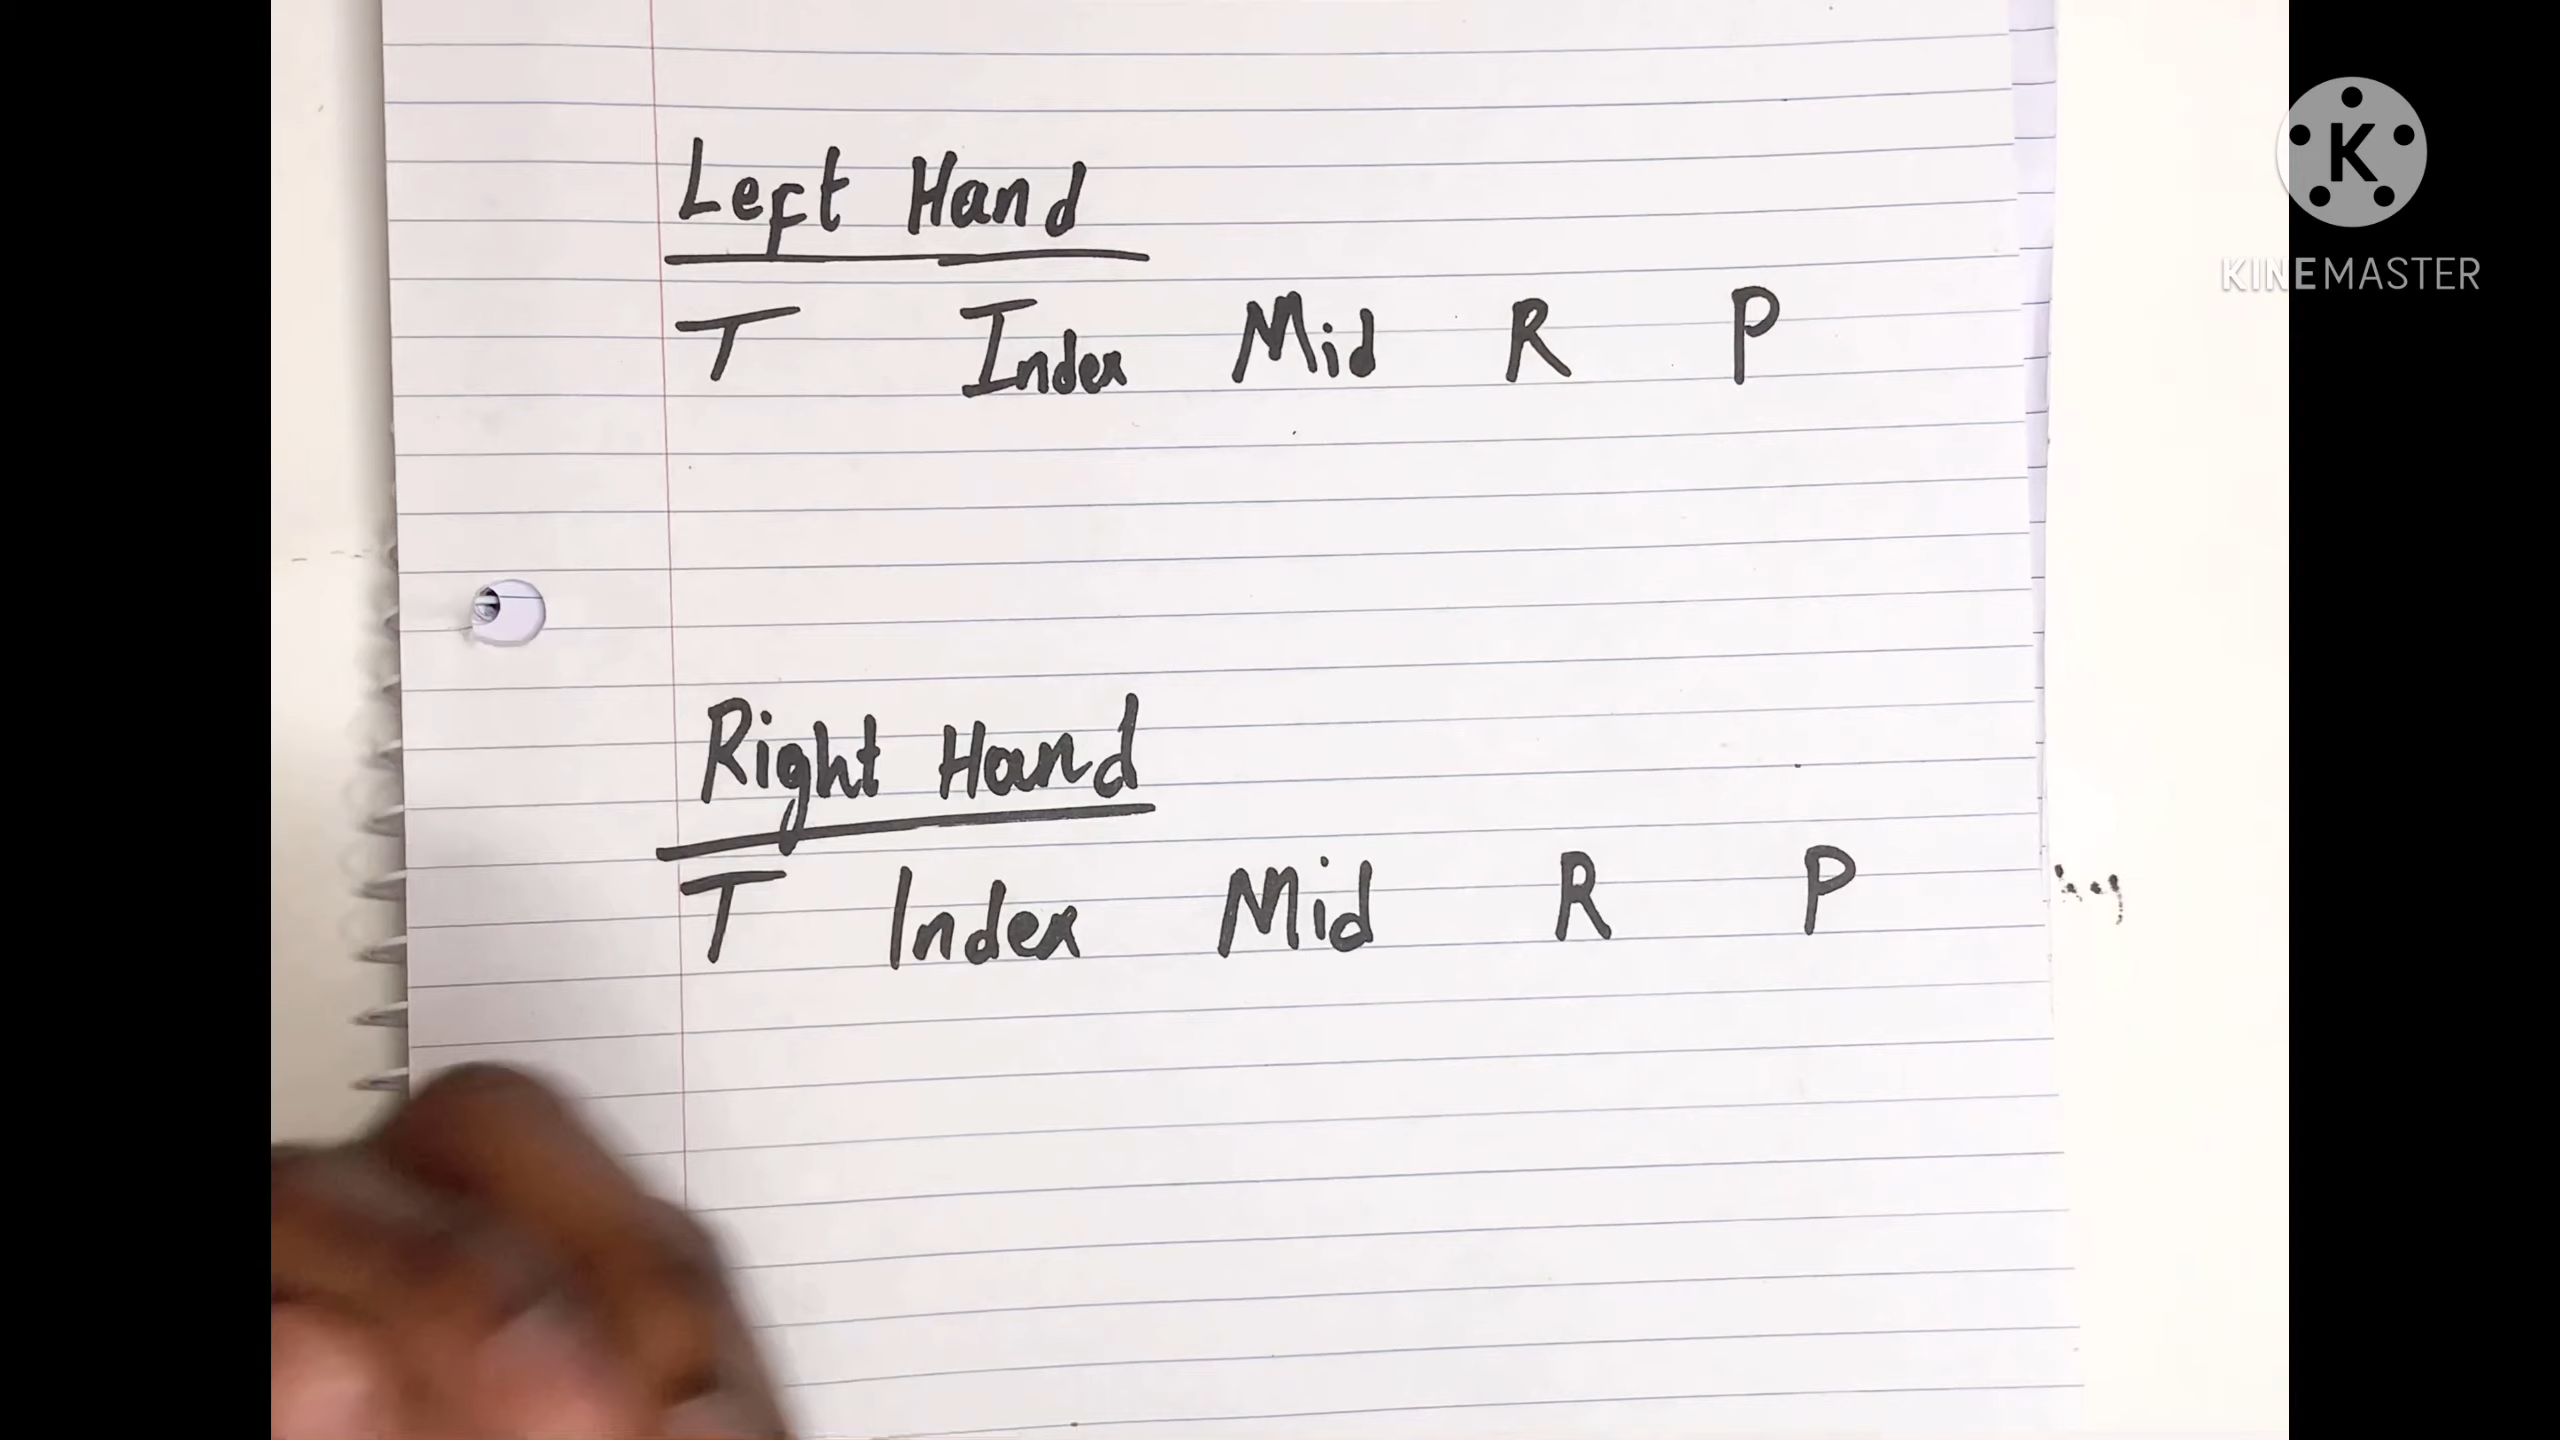 Left Hand
T Index Mid R P
Right Hand
T Index Mid R P
K
KINEMASTER